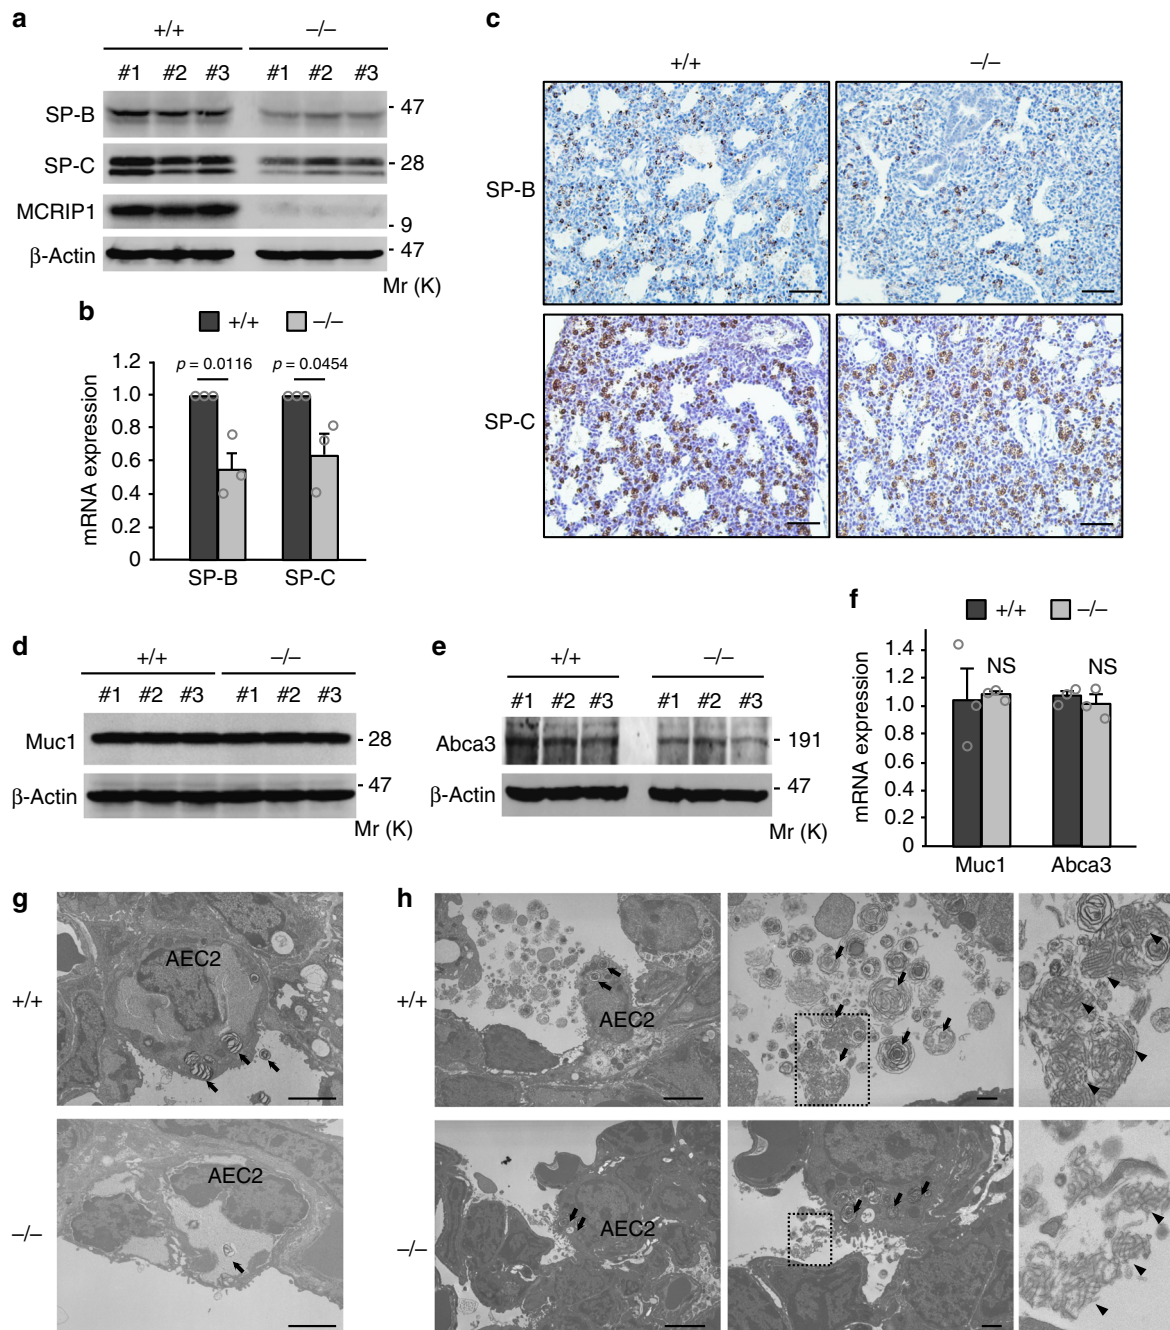 a
+/+ –/–
#1 #2 #3 #1 #2 #3
SP-B - 47
SP-C - 28
MCRIP1 - 9
β-Actin - 47
Mr (K)
b
+/+ –/–
mRNA expression
1.2
1.0
0.8
0.6
0.4
0.2
0
p = 0.0116 p = 0.0454
SP-B SP-C
c
+/+ –/–
SP-B
SP-C
d
+/+ –/–
#1 #2 #3 #1 #2 #3
Muc1 - 28
β-Actin - 47
Mr (K)
e
+/+ –/–
#1 #2 #3 #1 #2 #3
Abca3 - 191
β-Actin - 47
Mr (K)
f
+/+ –/–
mRNA expression
1.4
1.2
1.0
0.8
0.6
0.4
0.2
0
NS NS
Muc1 Abca3
g
+/+
AEC2
–/–
AEC2
h
+/+
AEC2
–/–
AEC2